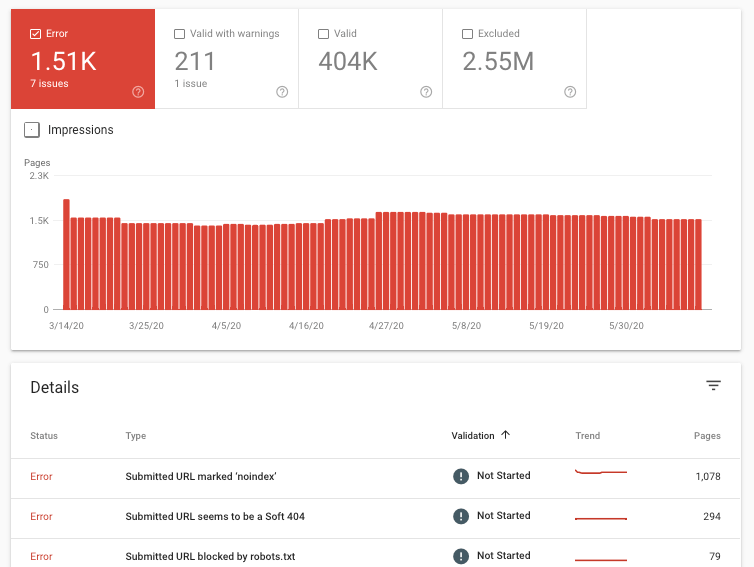 Error Valid with warnings Valid Excluded
1.51K 211 404K 2.55M
7 issues 1 issue
Impressions
Pages
2.3K
1.5K
750
0
3/14/20 3/25/20 4/5/20 4/16/20 4/27/20 5/8/20 5/19/20 5/30/20
Details
Status Type Validation Trend Pages
Error Submitted URL marked ‘noindex’ Not Started 1,078
Error Submitted URL seems to be a Soft 404 Not Started 294
Error Submitted URL blocked by robots.txt Not Started 79